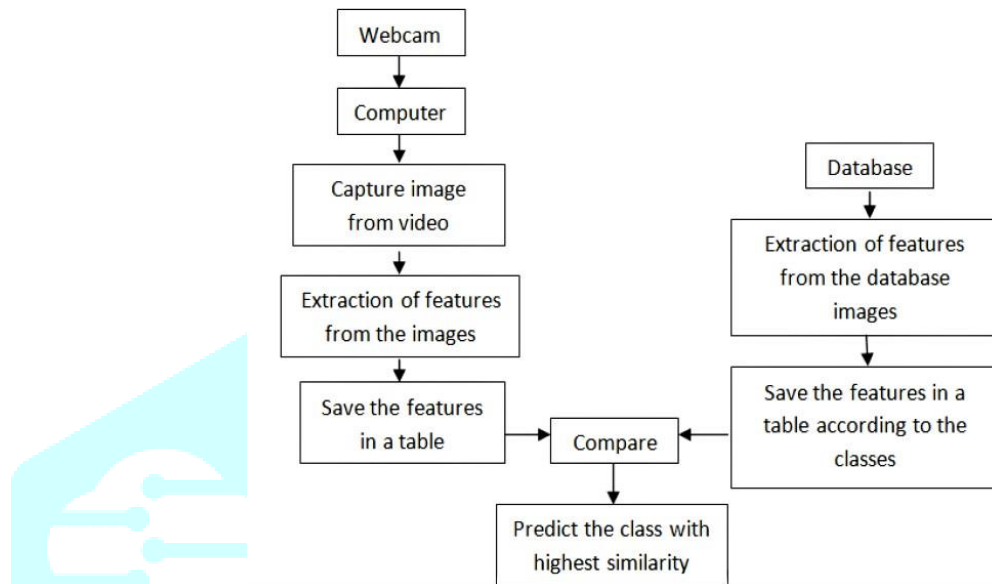 Webcam
Computer
Capture image
from video
Extraction of features
from the images
Save the features
in a table
Database
Extraction of features
from the database
images
Save the features in a
table according to the
classes
Compare
Predict the class with
highest similarity